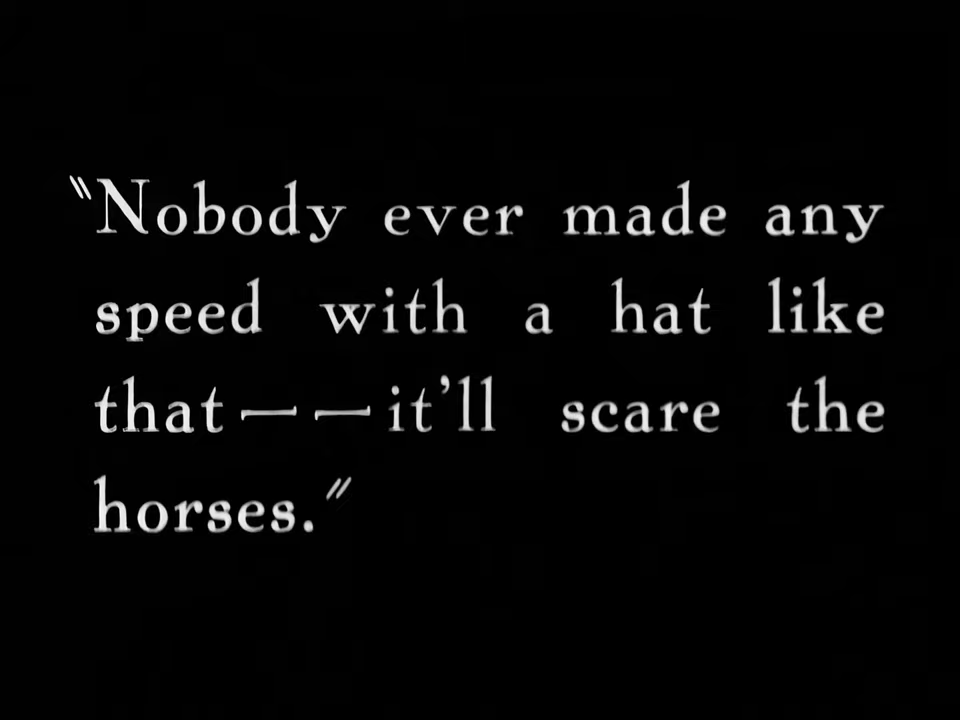 "Nobody ever made any
speed with a hat like
that——it'll scare the
horses."